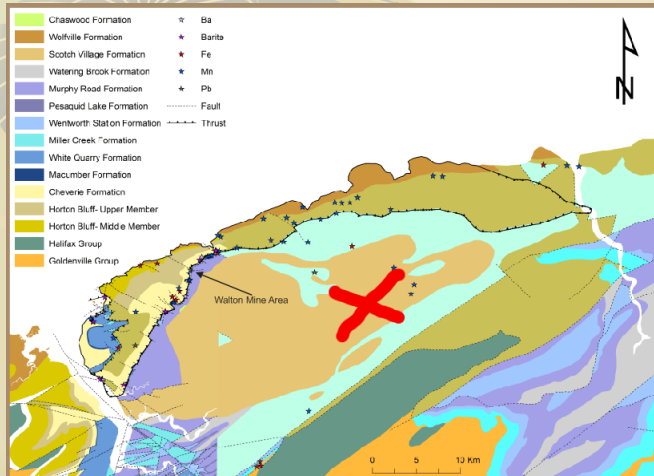 Chaswood Formation
Wolfville Formation
Scotch Village Formation
Watering Brook Formation
Murphy Road Formation
Pesaquid Lake Formation
Wentworth Station Formation
Miller Creek Formation
White Quarry Formation
Macumber Formation
Cheverie Formation
Horton Bluff- Upper Member
Horton Bluff- Middle Member
Halifax Group
Goldenville Group
Ba
Barite
Fe
Mn
Pb
Fault
Thrust
N
Walton Mine Area
0 5 10 Km